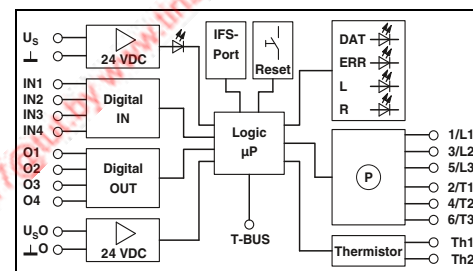 US
24 VDC
IFS-
Port
Reset
DAT
ERR
L
R
IN1
IN2
IN3
IN4
Digital
IN
Logic
µP
O1
O2
O3
O4
Digital
OUT
P
1/L1
3/L2
5/L3
2/T1
4/T2
6/T3
USO
O
24 VDC
T-BUS
Thermistor
Th1
Th2